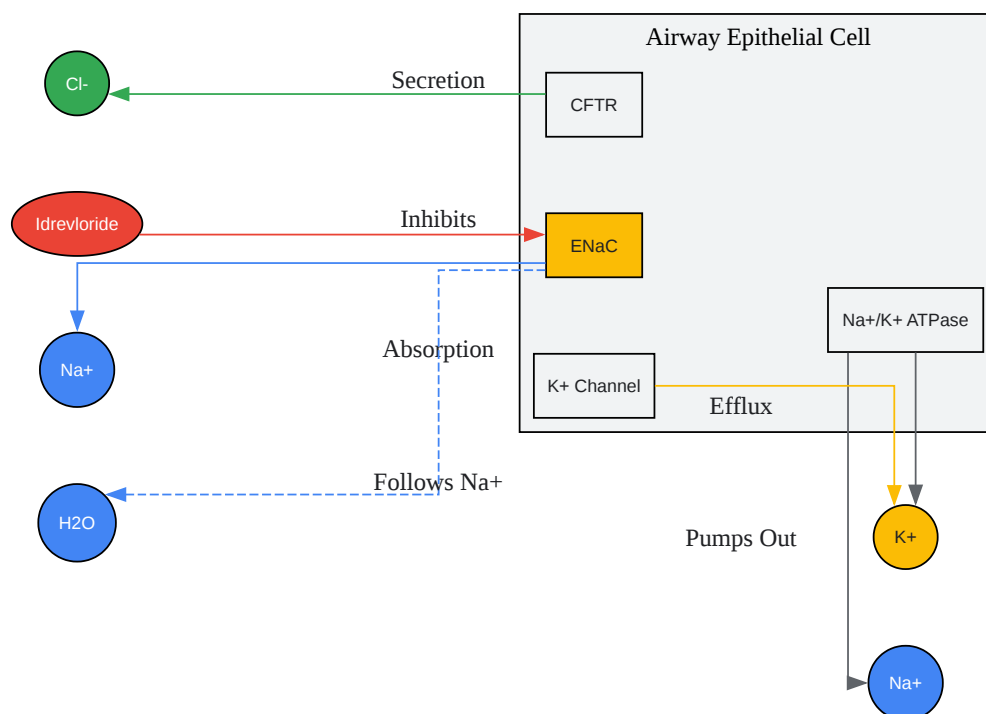 Airway Epithelial Cell
Cl-
Secretion
CFTR
Idrevloride
Inhibits
ENaC
Na+/K+ ATPase
Absorption
Na+
K+ Channel
Efflux
Follows Na+
H2O
Pumps Out
K+
Na+